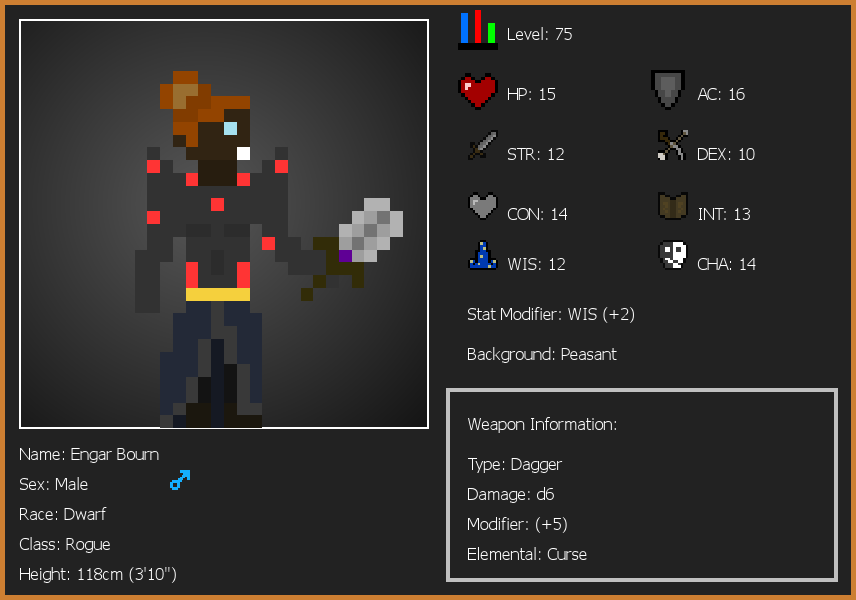 Level: 75
HP: 15
AC: 16
STR: 12
DEX: 10
CON: 14
INT: 13
WIS: 12
CHA: 14
Stat Modifier: WIS (+2)
Background: Peasant
Weapon Information:
Type: Dagger
Damage: d6
Modifier: (+5)
Elemental: Curse
Name: Engar Bourn
Sex: Male
Race: Dwarf
Class: Rogue
Height: 118cm (3'10")